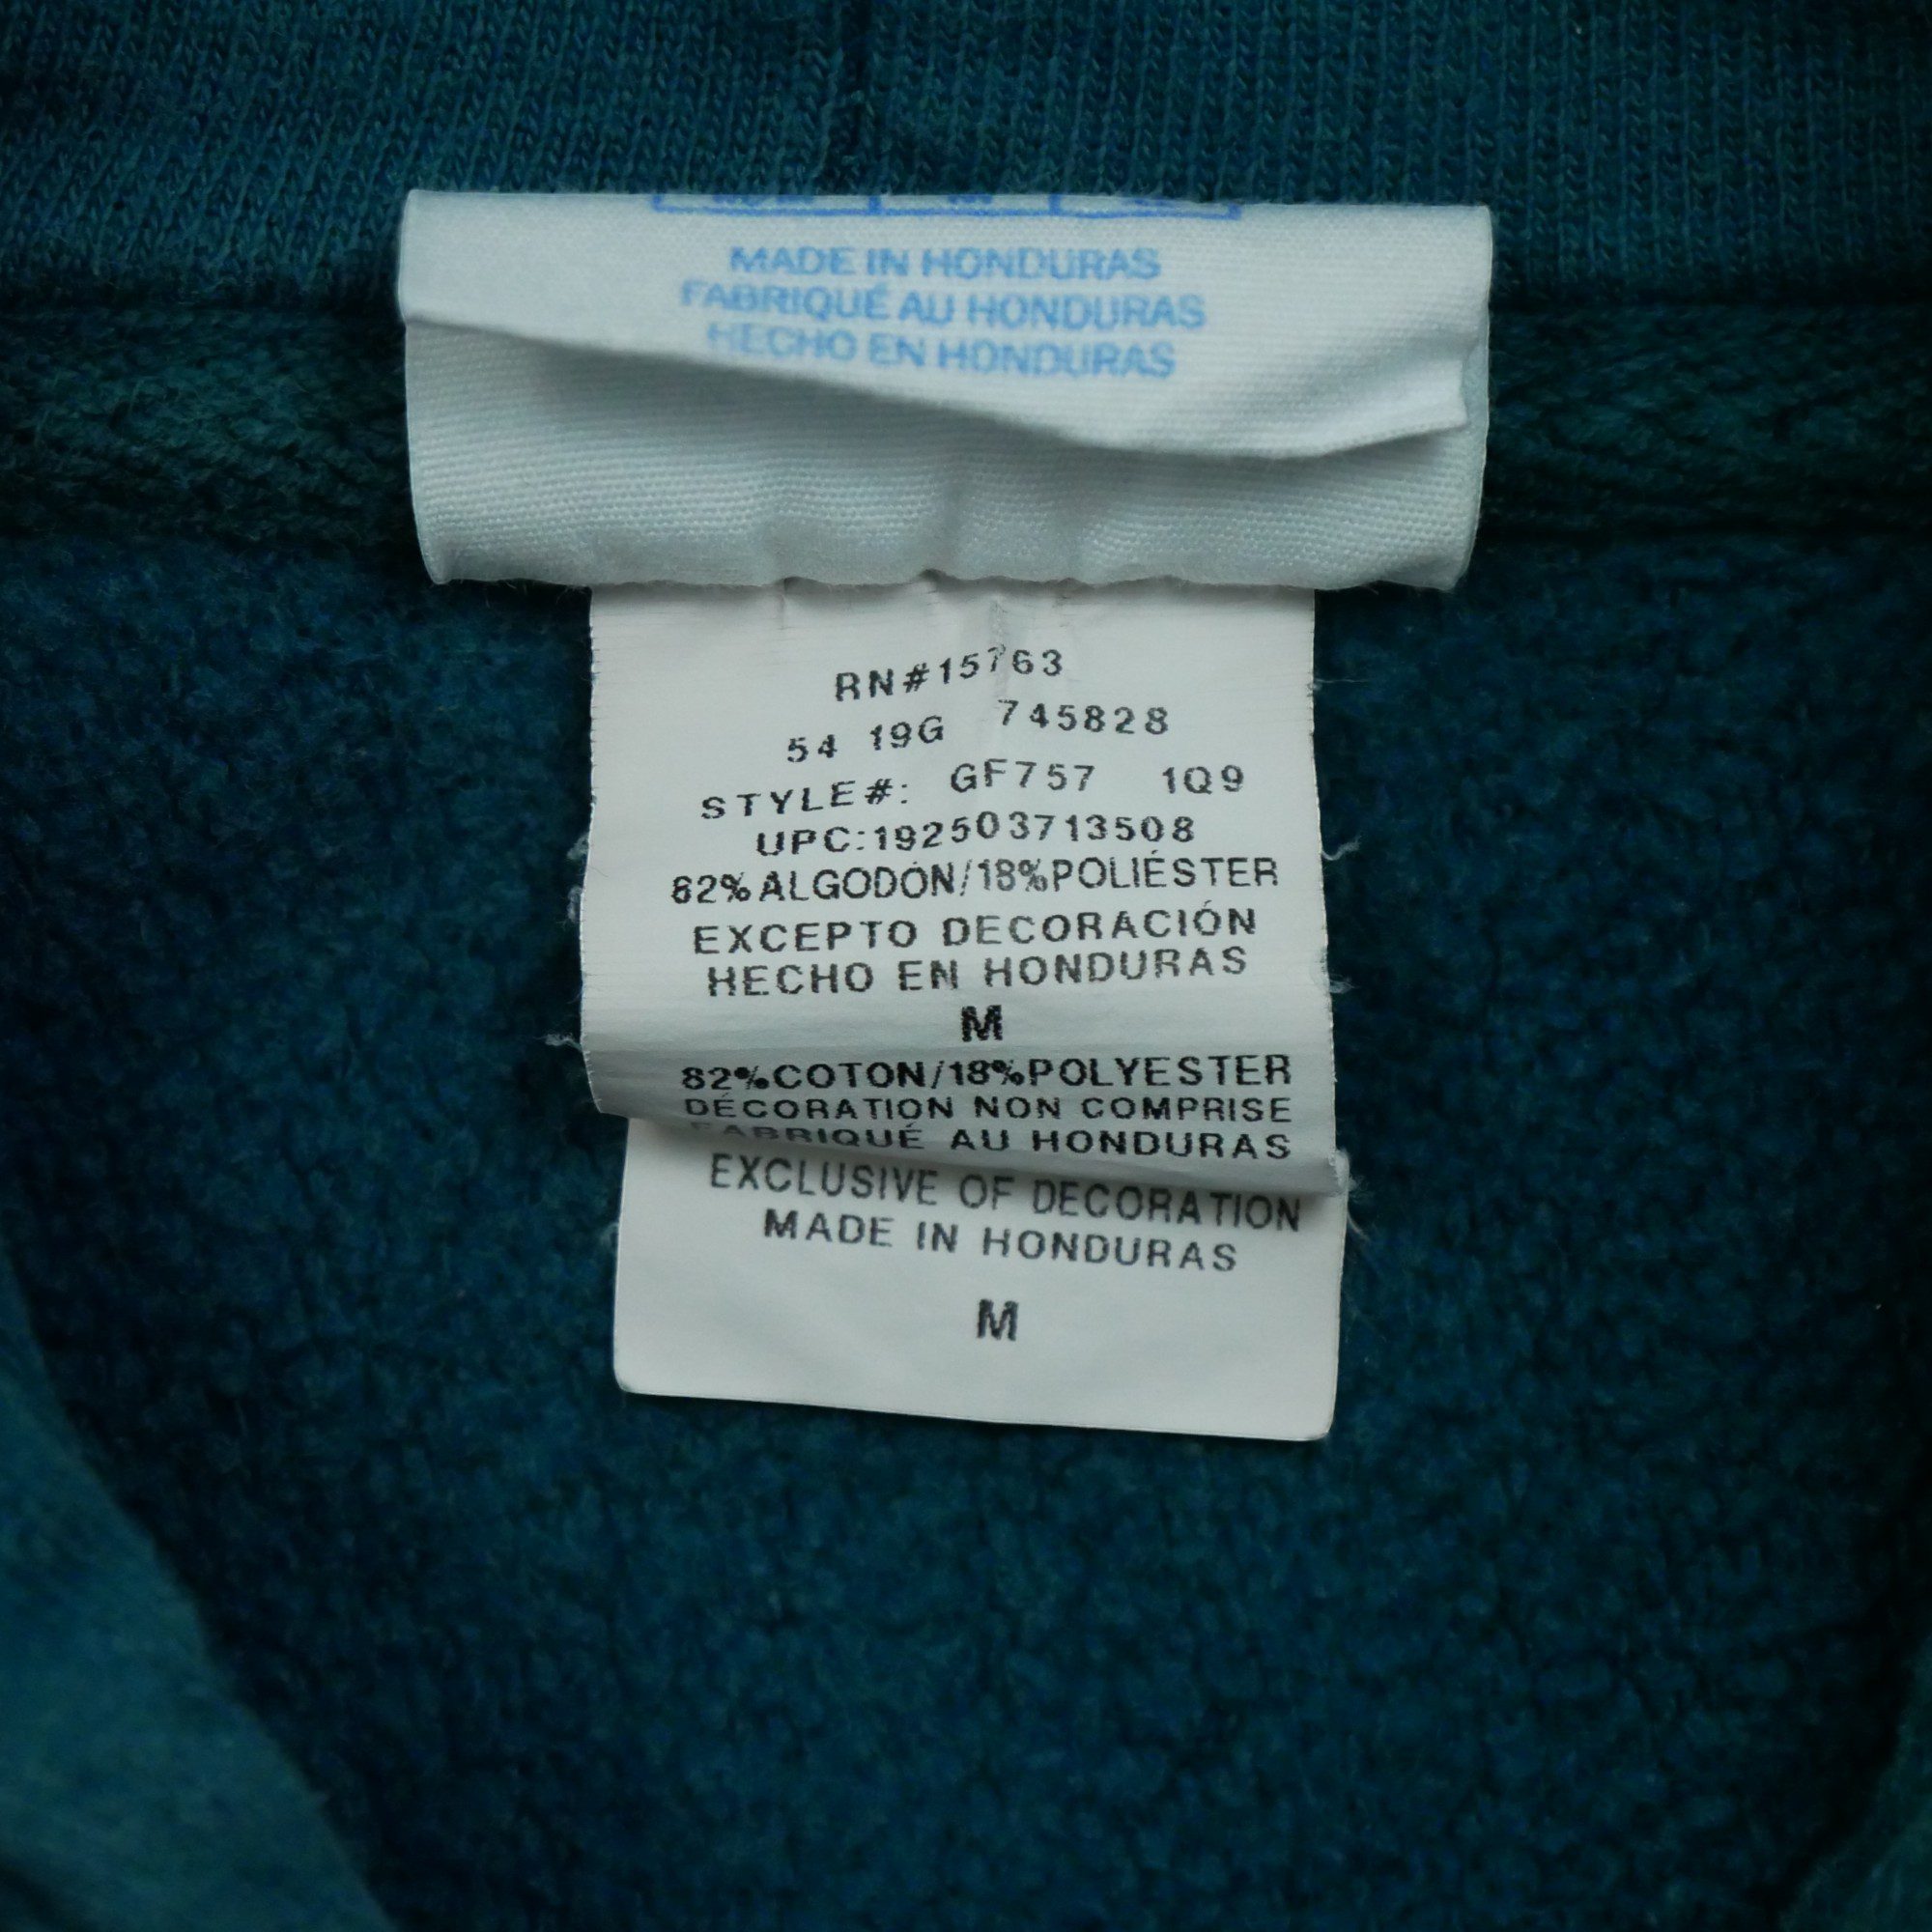 MADE IN HONDURAS
FABRIQUÉ AU HONDURAS
HECHO EN HONDURAS
RN#15763
54 19G 745828
STYLE#: GF757 1Q9
UPC:192503713508
82%ALGODÓN/18%POLIÉSTER
EXCEPTO DECORACIÓN
HECHO EN HONDURAS
M
82%COTON/18%POLYESTER
DÉCORATION NON COMPRISE
FABRIQUÉ AU HONDURAS
EXCLUSIVE OF DECORATION
MADE IN HONDURAS
M